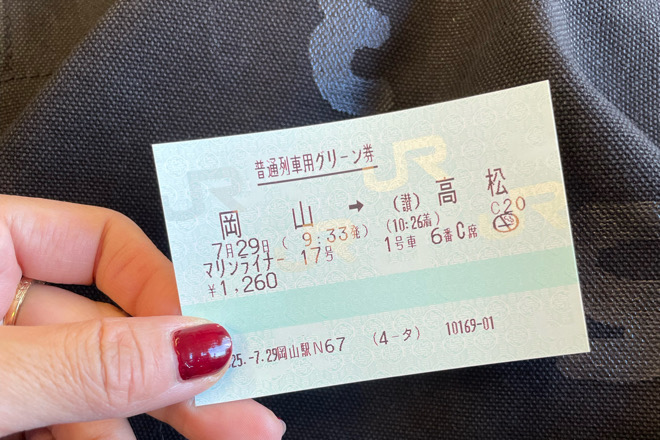 普通列車用グリーン券
岡 山 → (讃) 高 松
7月29日 ( 9:33発) (10:26着) C20
マリンライナー 17号 1号車 6番C席
¥1,260
25.-7.29岡山駅N67 (4-タ) 10169-01
JR
JR
JR
JR